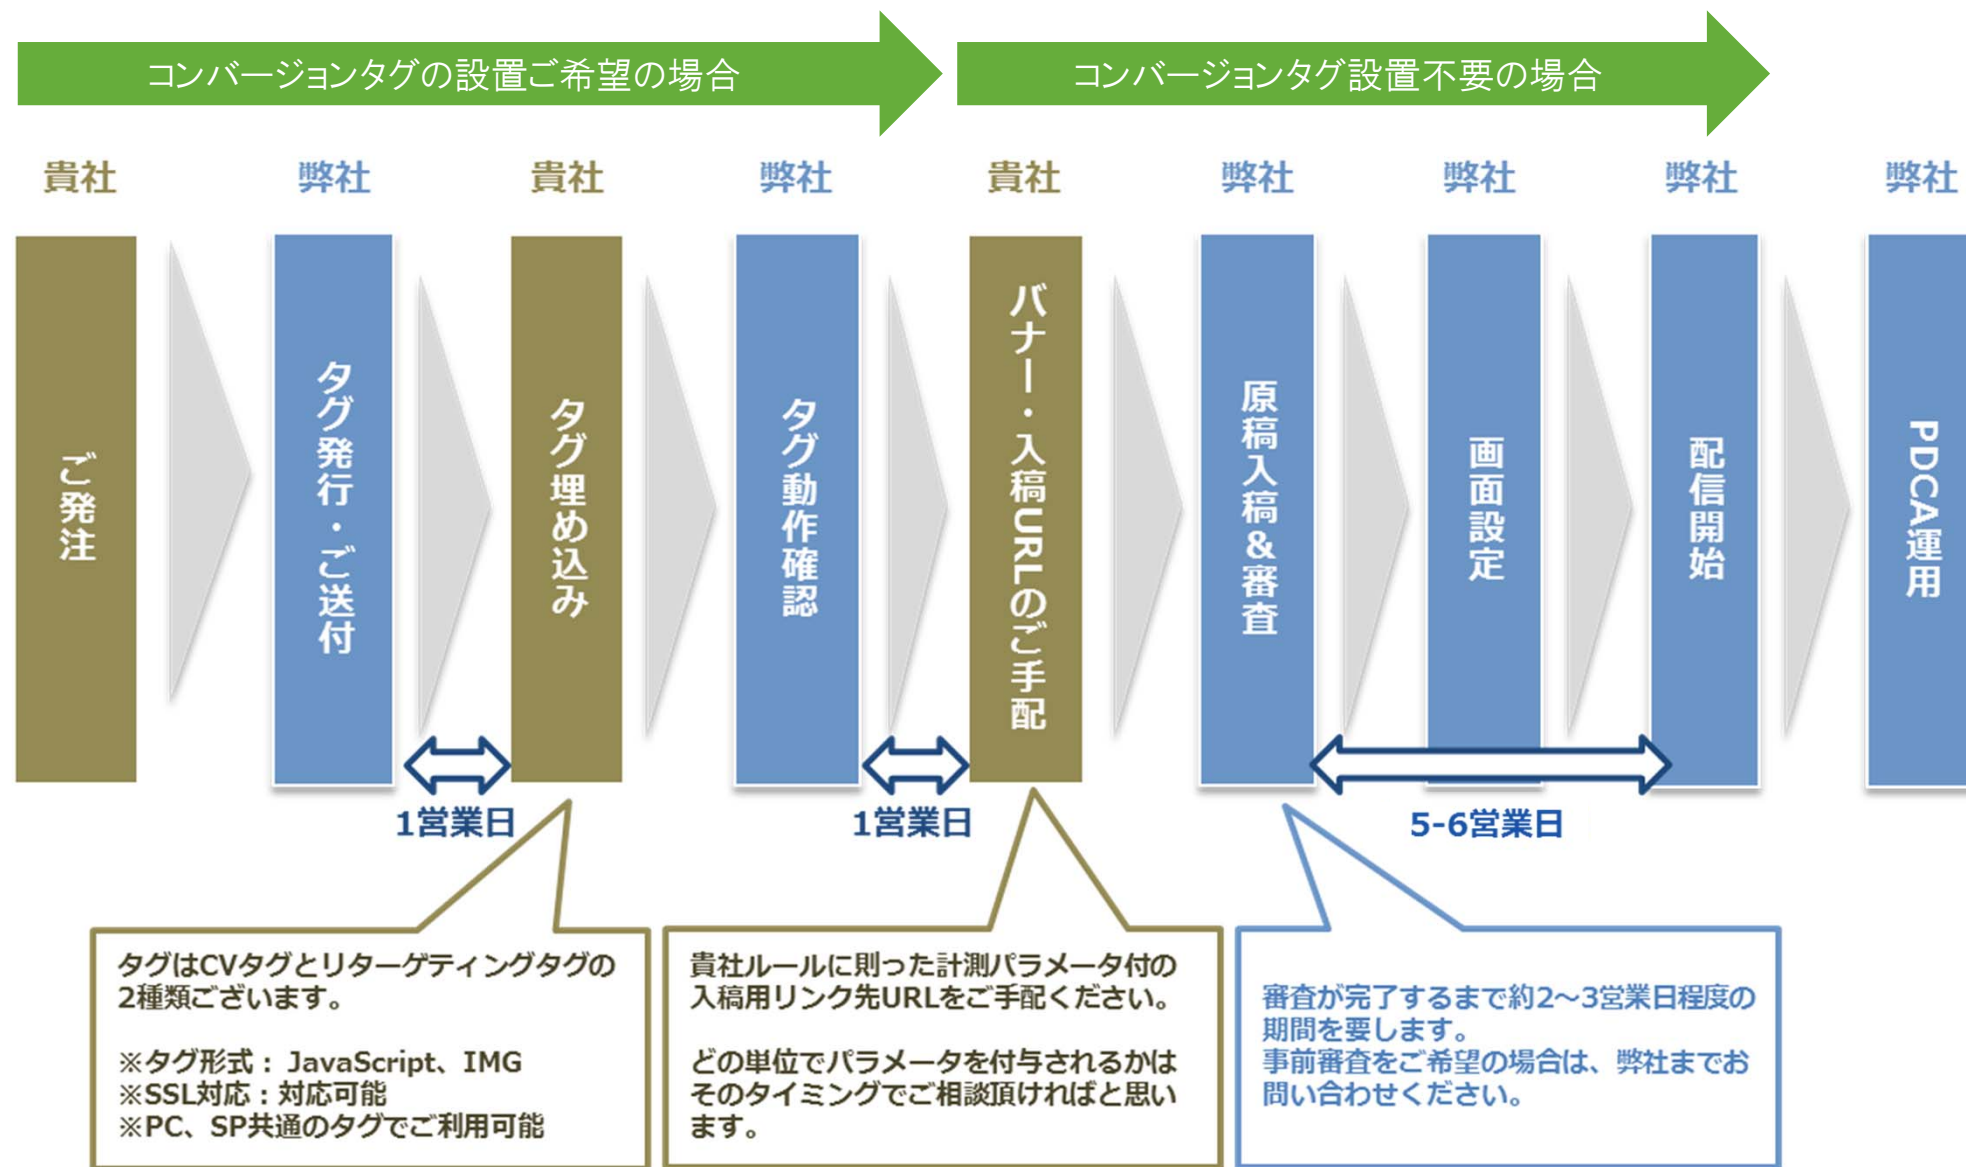 コンバージョンタグの設置ご希望の場合
コンバージョンタグ設置不要の場合
貴社
弊社
貴社
弊社
貴社
弊社
弊社
弊社
弊社
ご発注
タグ発行・ご送付
タグ埋め込み
タグ動作確認
バナー・入稿URLのご手配
原稿入稿&審査
画面設定
配信開始
PDCA運用
1営業日
1営業日
5-6営業日
タグはCVタグとリターゲティングタグの
2種類ございます。
※タグ形式：JavaScript、IMG
※SSL対応：対応可能
※PC、SP共通のタグでご利用可能
貴社ルールに則った計測パラメータ付の
入稿用リンク先URLをご手配ください。
どの単位でパラメータを付与されるかは
そのタイミングでご相談頂ければと思い
ます。
審査が完了するまで約2～3営業日程度の
期間を要します。
事前審査をご希望の場合は、弊社までお
問い合わせください。